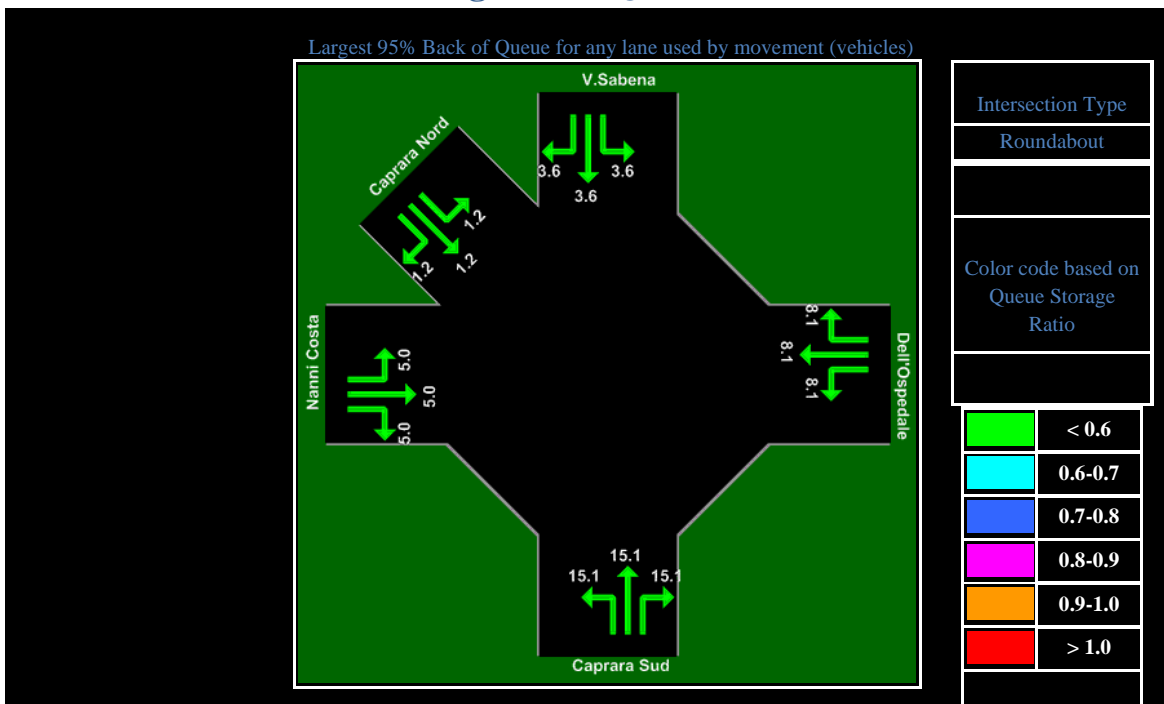 Largest 95% Back of Queue for any lane used by movement (vehicles)
V.Sabena
3.6
3.6
3.6
Caprara Nord
1.2
1.2
1.2
Nanni Costa
5.0
5.0
5.0
8.1
8.1
8.1
Dell'Ospedale
15.1
15.1
15.1
Caprara Sud
Intersection Type
Roundabout
Color code based on
Queue Storage
Ratio
< 0.6
0.6-0.7
0.7-0.8
0.8-0.9
0.9-1.0
> 1.0